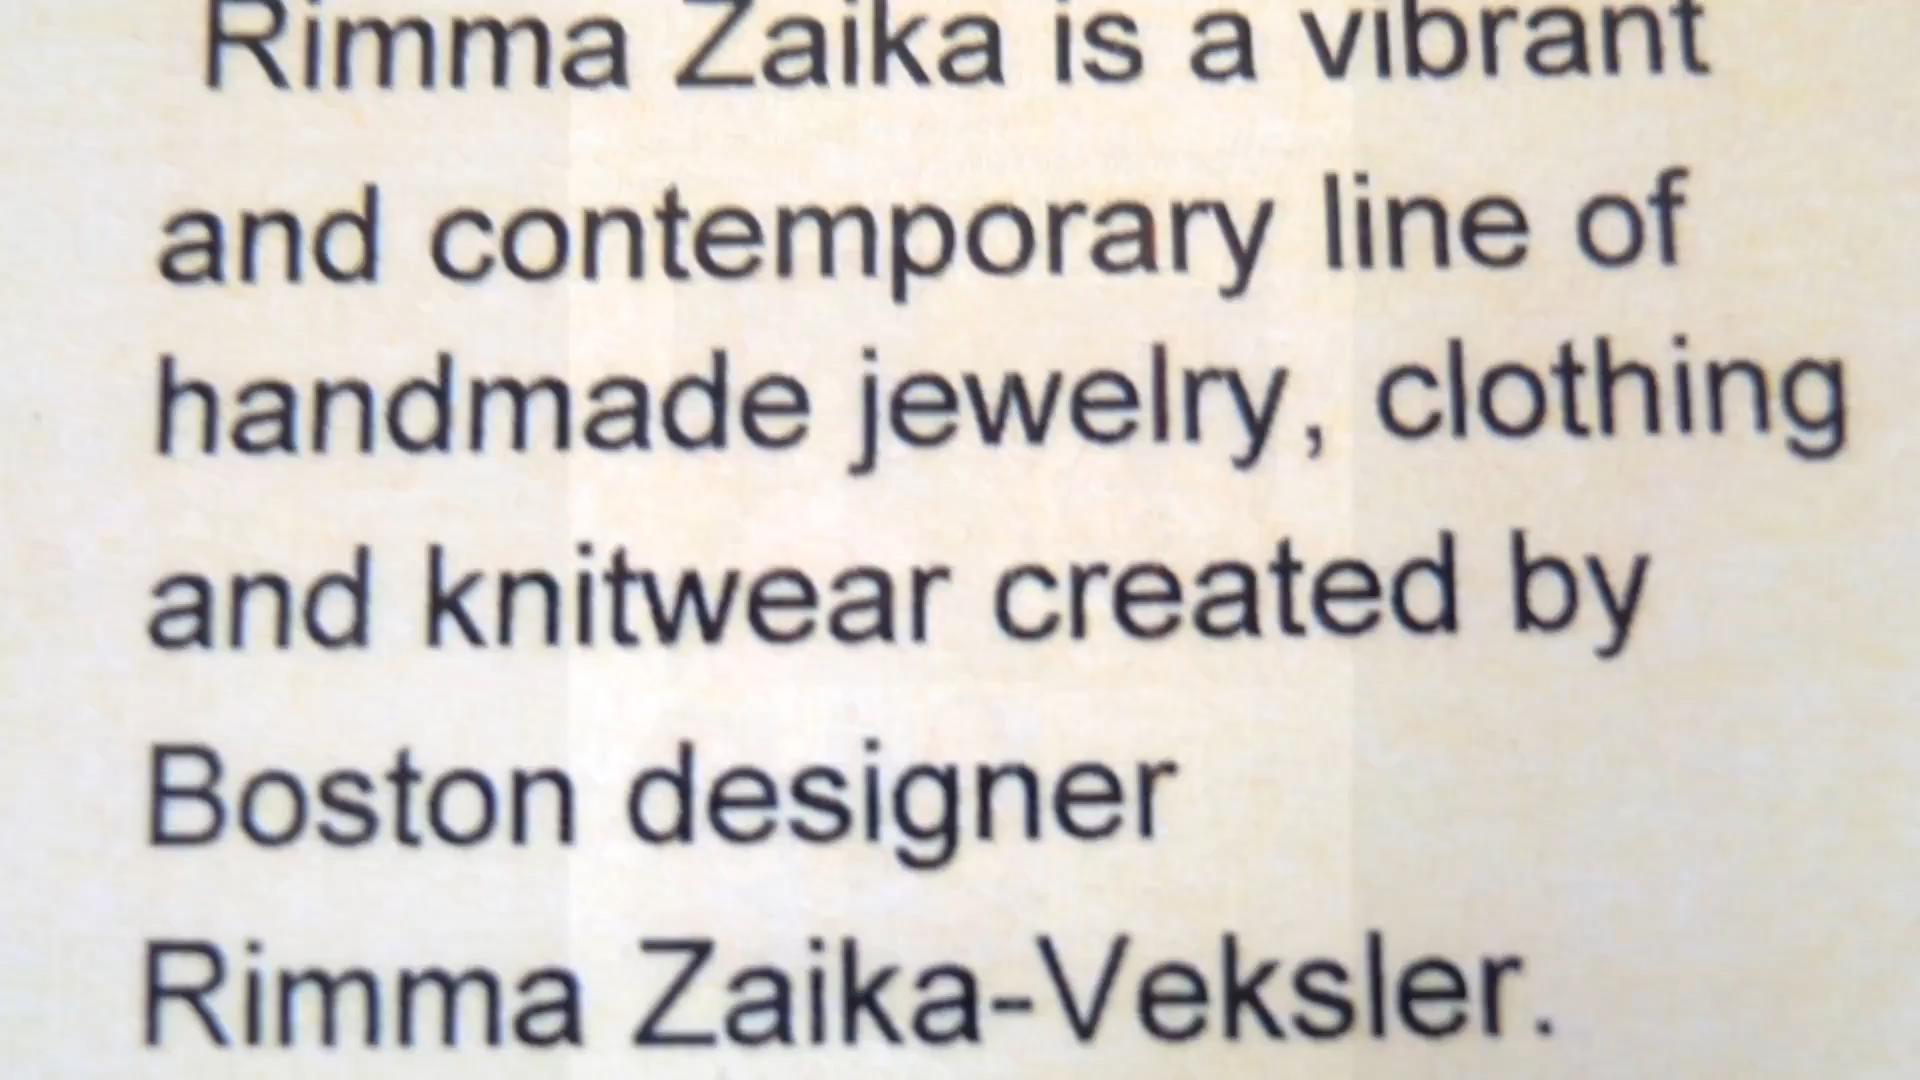 Rimma Zaika is a vibrant
and contemporary line of
handmade jewelry, clothing
and knitwear created by
Boston designer
Rimma Zaika-Veksler.